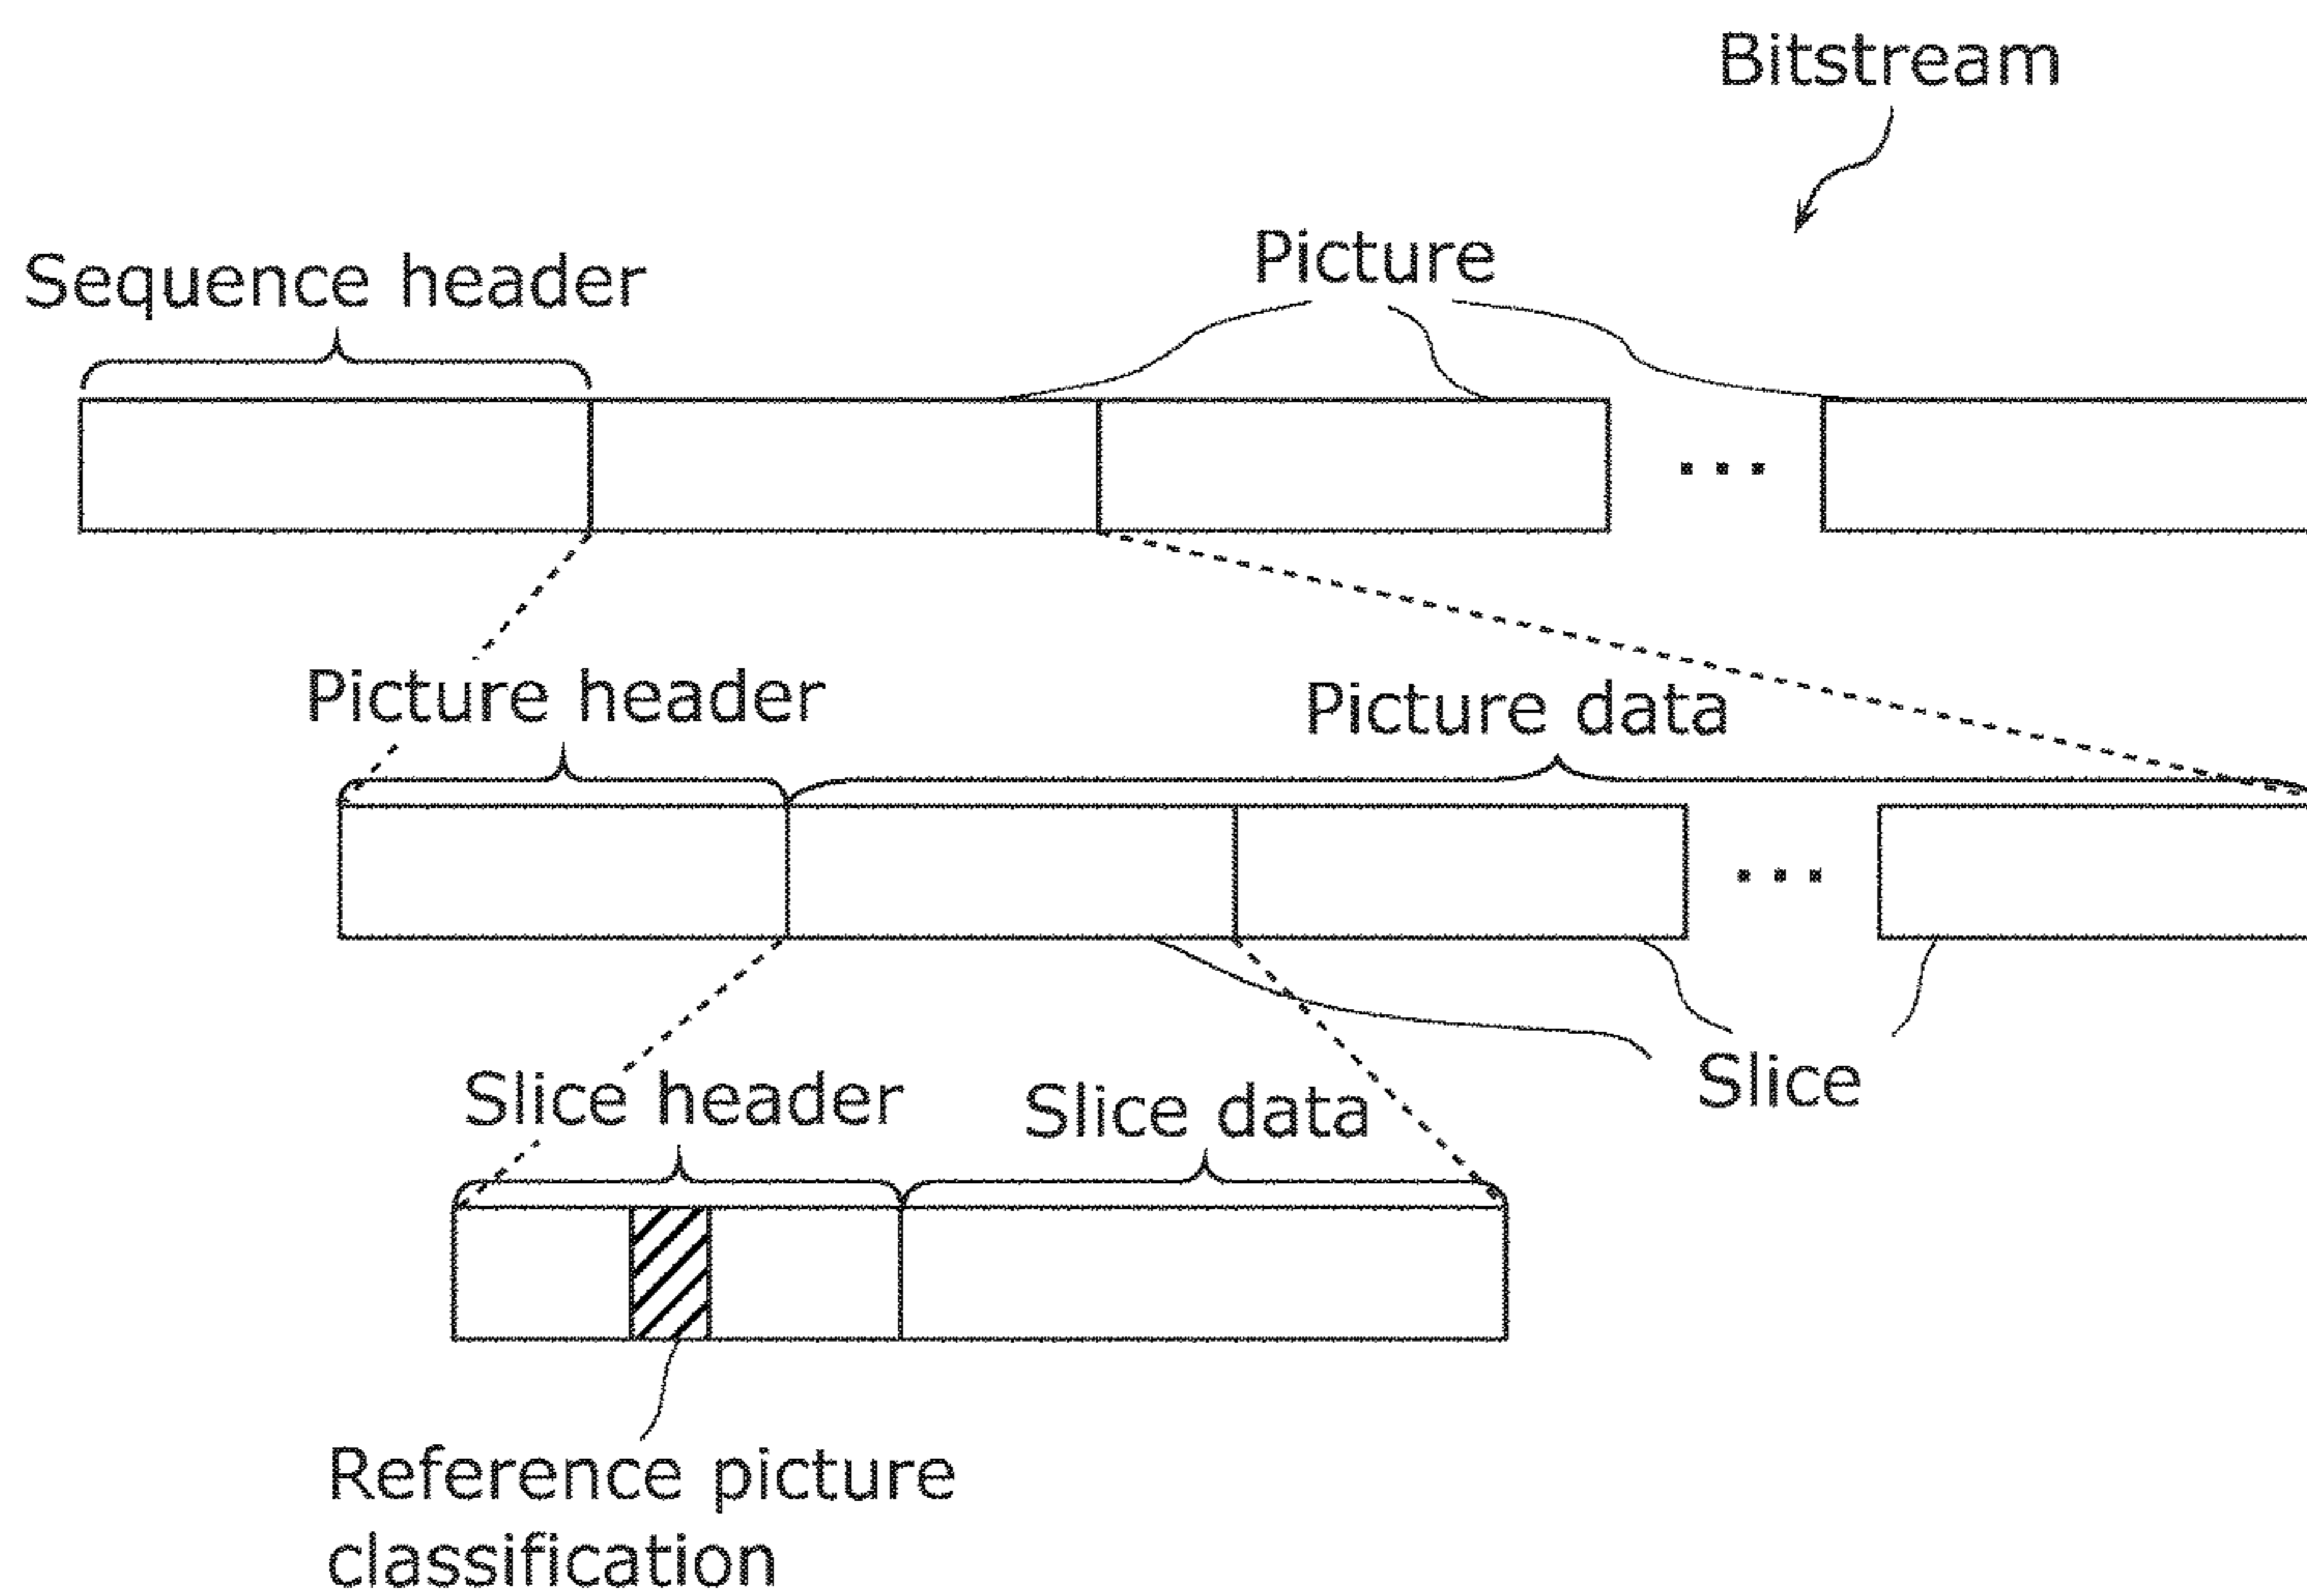 Bitstream
Picture
Sequence header
...
Picture header
Picture data
...
Slice
Slice header
Slice data
Reference picture
classification